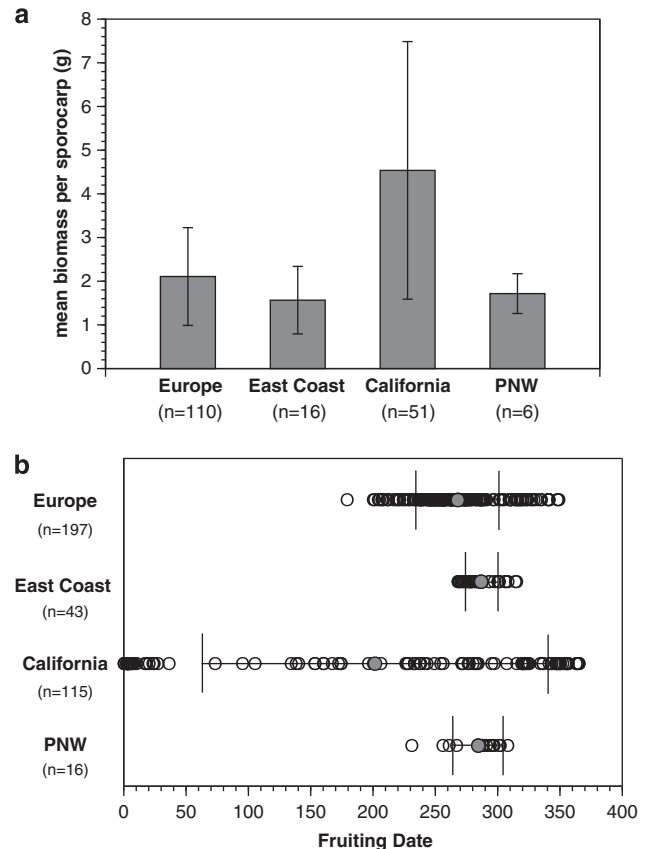 a
mean biomass per sporocarp (g)
8
7
6
5
4
3
2
1
0
Europe East Coast California PNW
(n=110) (n=16) (n=51) (n=6)
b
Europe
(n=197)
East Coast
(n=43)
California
(n=115)
PNW
(n=16)
0 50 100 150 200 250 300 350 400
Fruiting Date